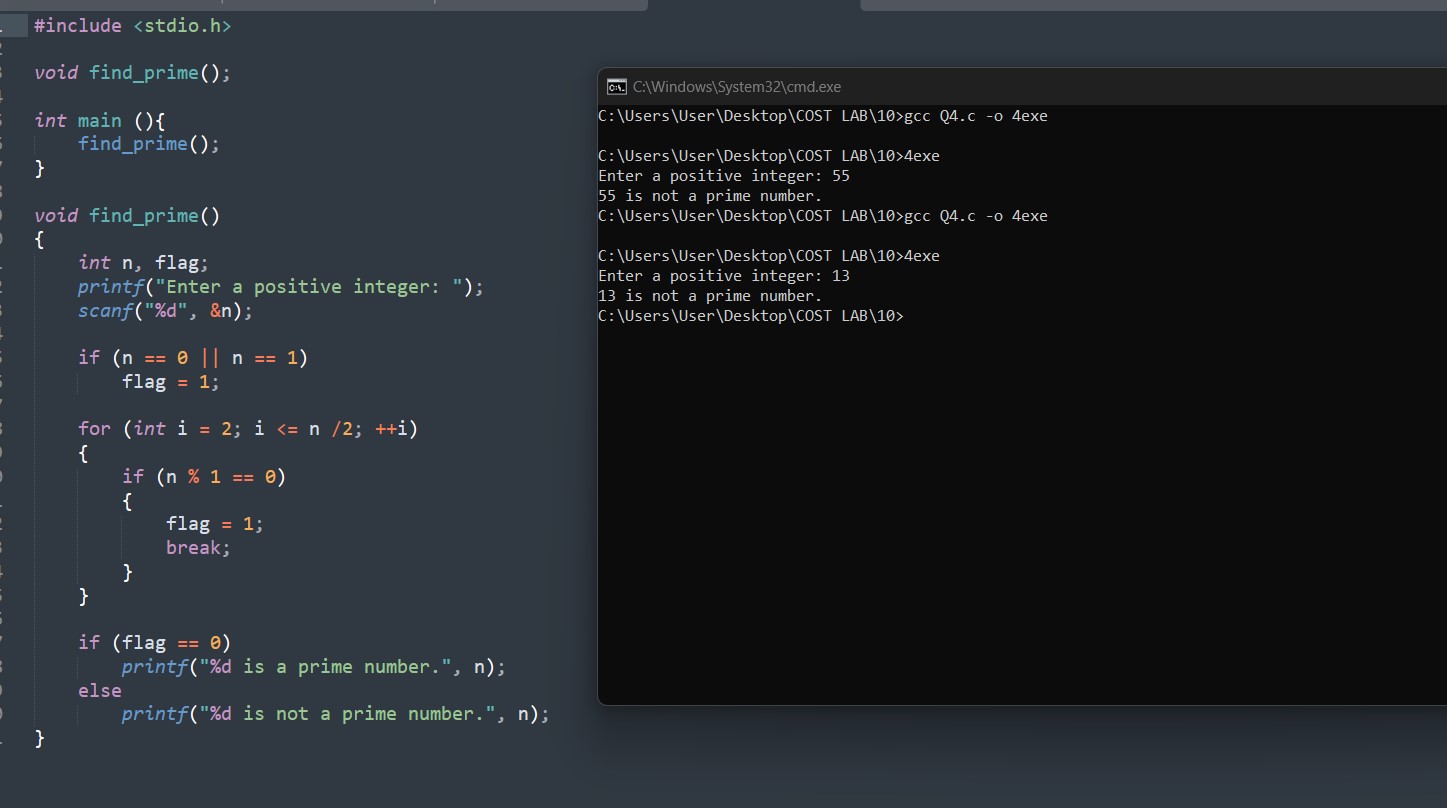 #include <stdio.h>
void find_prime();
int main (){
find_prime();
}
void find_prime()
{
int n, flag;
printf("Enter a positive integer: ");
scanf("%d", &n);
if (n == 0 || n == 1)
flag = 1;
for (int i = 2; i <= n /2; ++i)
{
if (n % 1 == 0)
{
flag = 1;
break;
}
}
if (flag == 0)
printf("%d is a prime number.", n);
else
printf("%d is not a prime number.", n);
}
C:\Windows\System32\cmd.exe
C:\Users\User\Desktop\COST LAB\10>gcc Q4.c -o 4exe
C:\Users\User\Desktop\COST LAB\10>4exe
Enter a positive integer: 55
55 is not a prime number.
C:\Users\User\Desktop\COST LAB\10>gcc Q4.c -o 4exe
C:\Users\User\Desktop\COST LAB\10>4exe
Enter a positive integer: 13
13 is not a prime number.
C:\Users\User\Desktop\COST LAB\10>